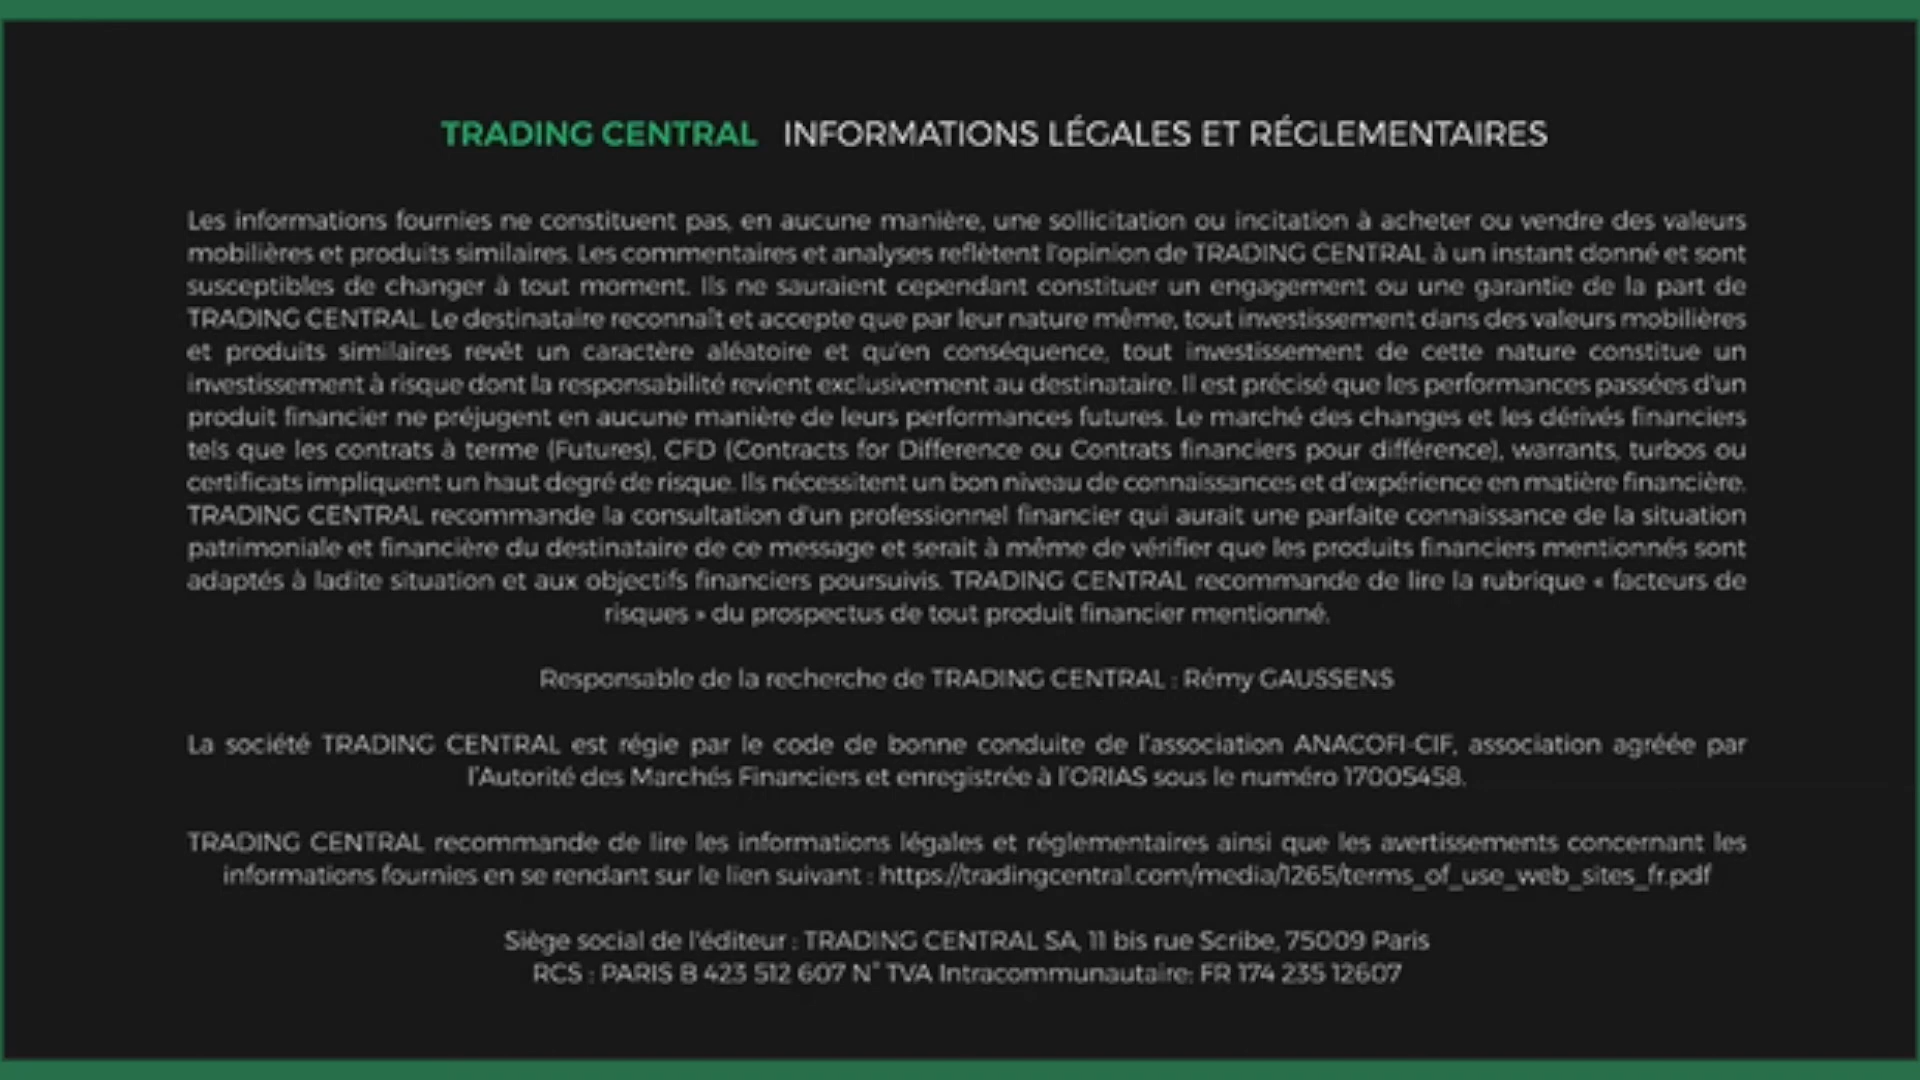 TRADING CENTRAL INFORMATIONS LÉGALES ET RÉGLEMENTAIRES
Les informations fournies ne constituent pas, en aucune manière, une sollicitation ou incitation à acheter ou vendre des valeurs
mobilières et produits similaires. Les commentaires et analyses reflètent l'opinion de TRADING CENTRAL à un instant donné et sont
susceptibles de changer à tout moment. Ils ne sauraient cependant constituer un engagement ou une garantie de la part de
TRADING CENTRAL. Le destinataire reconnaît et accepte que par leur nature même, tout investissement dans des valeurs mobilières
et produits similaires revêt un caractère aléatoire et qu'en conséquence, tout investissement de cette nature constitue un
investissement à risque dont la responsabilité revient exclusivement au destinataire. Il est précisé que les performances passées d'un
produit financier ne préjugent en aucune manière de leurs performances futures. Le marché des changes et les dérivés financiers
tels que les contrats à terme (Futures), CFD (Contracts for Difference ou Contrats financiers pour différence), warrants, turbos ou
certificats impliquent un haut degré de risque. Ils nécessitent un bon niveau de connaissances et d'expérience en matière financière.
TRADING CENTRAL recommande la consultation d'un professionnel financier qui aurait une parfaite connaissance de la situation
patrimoniale et financière du destinataire de ce message et serait à même de vérifier que les produits financiers mentionnés sont
adaptés à ladite situation et aux objectifs financiers poursuivis. TRADING CENTRAL recommande de lire la rubrique « facteurs de
risques » du prospectus de tout produit financier mentionné.
Responsable de la recherche de TRADING CENTRAL : Rémy GAUSSENS
La société TRADING CENTRAL est régie par le code de bonne conduite de l'association ANACOFI-CIF, association agréée par
l'Autorité des Marchés Financiers et enregistrée à l'ORIAS sous le numéro 17005458.
TRADING CENTRAL recommande de lire les informations légales et réglementaires ainsi que les avertissements concernant les
informations fournies en se rendant sur le lien suivant : https://tradingcentral.com/media/1265/terms_of_use_web_sites_fr.pdf
Siège social de l'éditeur : TRADING CENTRAL SA, 11 bis rue Scribe, 75009 Paris
RCS : PARIS B 423 512 607 N° TVA Intracommunautaire: FR 174 235 12607